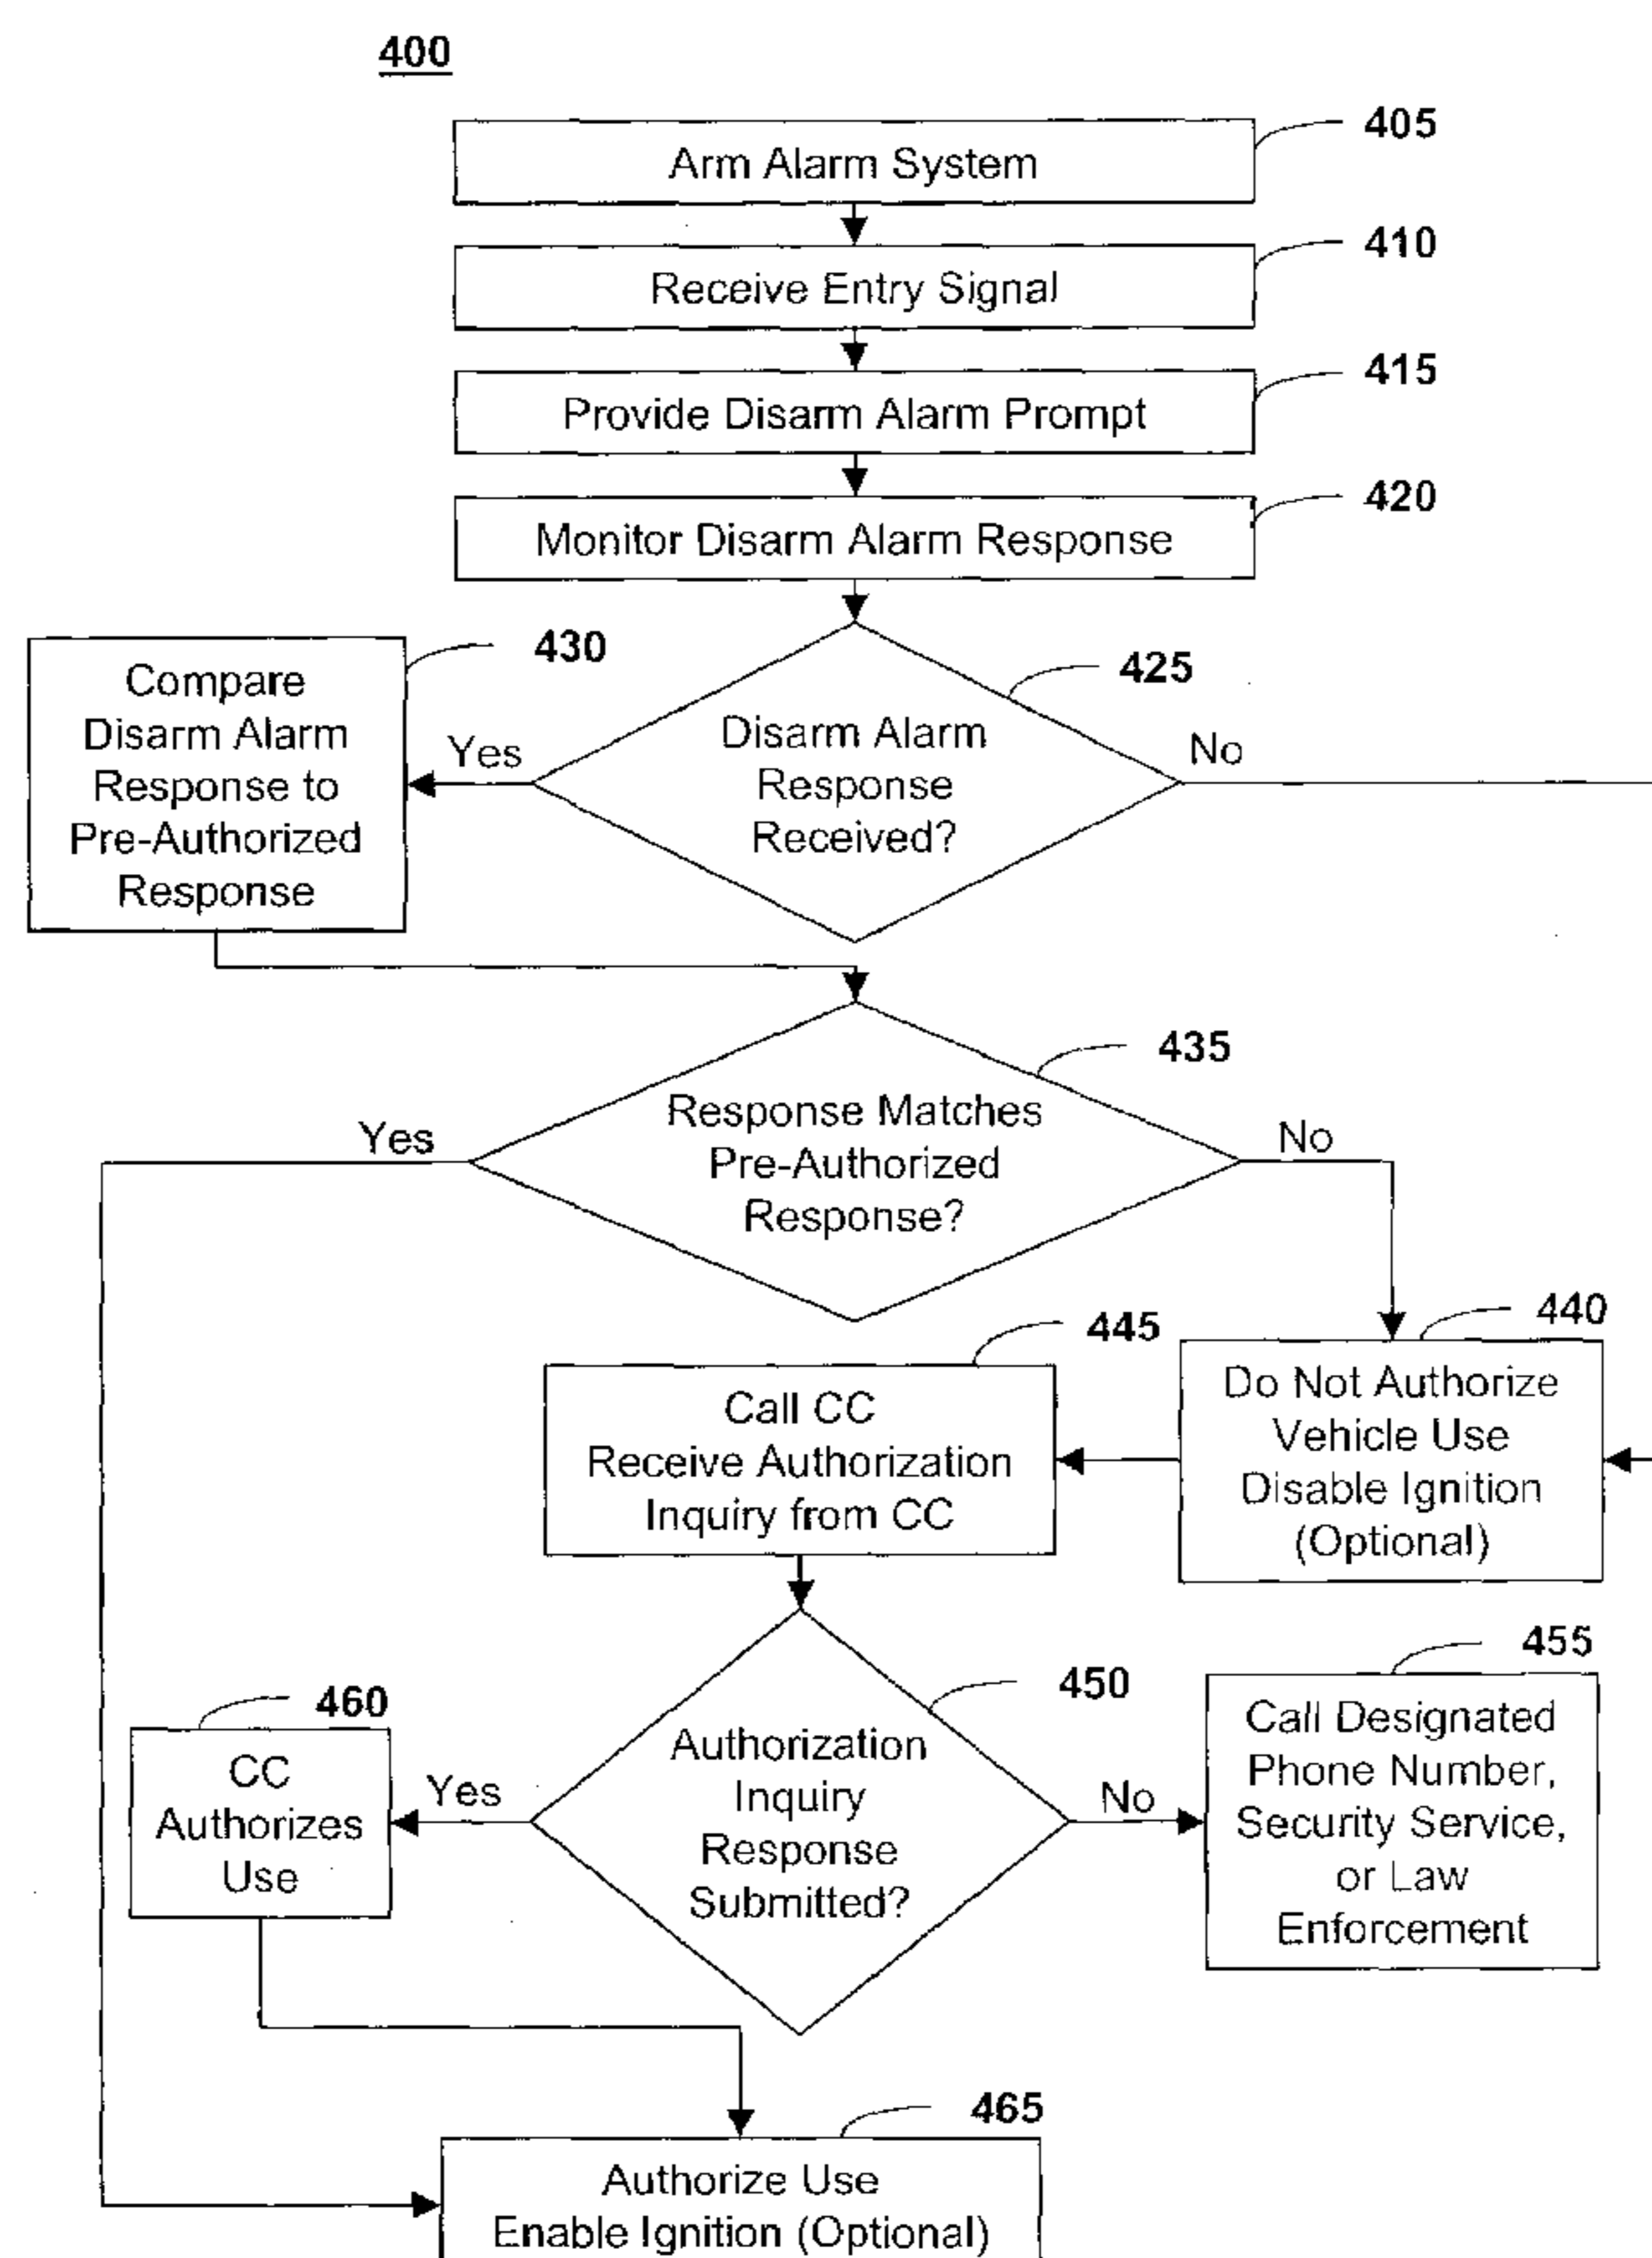 400
405
Arm Alarm System
410
Receive Entry Signal
415
Provide Disarm Alarm Prompt
420
Monitor Disarm Alarm Response
430
Compare
Disarm Alarm
Response to
Pre-Authorized
Response
425
Yes
Disarm Alarm
Response
Received?
No
435
Yes
Response Matches
Pre-Authorized
Response?
No
440
Do Not Authorize
Vehicle Use
Disable Ignition
(Optional)
445
Call CC
Receive Authorization
Inquiry from CC
450
Authorization
Inquiry
Response
Submitted?
No
455
Call Designated
Phone Number,
Security Service,
or Law
Enforcement
Yes
460
CC
Authorizes
Use
465
Authorize Use
Enable Ignition (Optional)